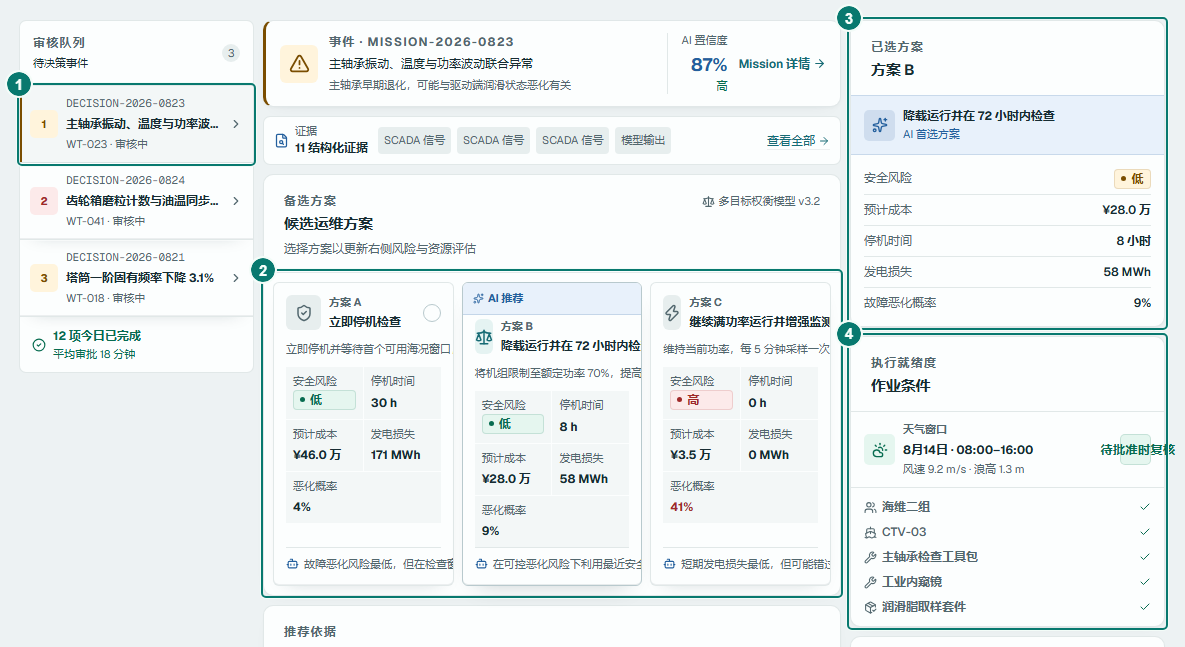 1
审核队列
待决策事件
3
DECISION-2026-0823
1
主轴承振动、温度与功率波...
WT-023 · 审核中
DECISION-2026-0824
2
齿轮箱磨粒计数与油温同步...
WT-041 · 审核中
DECISION-2026-0821
3
塔筒一阶固有频率下降 3.1%
WT-018 · 审核中
12 项今日已完成
平均审批 18 分钟
事件 · MISSION-2026-0823
主轴承振动、温度与功率波动联合异常
主轴承早期退化，可能与驱动端润滑状态恶化有关
AI 置信度
87%
高
Mission 详情 →
证据
11 结构化证据
SCADA 信号
SCADA 信号
SCADA 信号
模型输出
查看全部 →
备选方案
候选运维方案
选择方案以更新右侧风险与资源评估
多目标权衡模型 v3.2
2
方案 A
立即停机检查
立即停机并等待首个可用海况窗口
安全风险
低
停机时间
30 h
预计成本
¥46.0 万
发电损失
171 MWh
恶化概率
4%
故障恶化风险最低，但在检查窗
AI 推荐
方案 B
降载运行并在 72 小时内检
将机组限制至额定功率 70%，提高
安全风险
低
停机时间
8 h
预计成本
¥28.0 万
发电损失
58 MWh
恶化概率
9%
在可控恶化风险下利用最近安全
方案 C
继续满功率运行并增强监测
维持当前功率，每 5 分钟采样一次
安全风险
高
停机时间
0 h
预计成本
¥3.5 万
发电损失
0 MWh
恶化概率
41%
短期发电损失最低，但可能错过
推荐依据
3
已选方案
方案 B
降载运行并在 72 小时内检查
AI 首选方案
安全风险
低
预计成本
¥28.0 万
停机时间
8 小时
发电损失
58 MWh
故障恶化概率
9%
4
执行就绪度
作业条件
天气窗口
8月14日 · 08:00–16:00
风速 9.2 m/s · 浪高 1.3 m
待批准时复核
海维二组
CTV-03
主轴承检查工具包
工业内窥镜
润滑脂取样套件